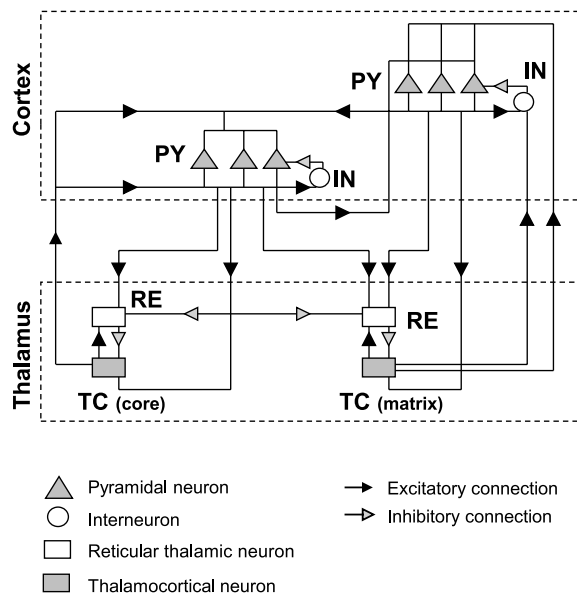 Cortex
PY
IN
PY
IN
Thalamus
RE
RE
TC (core)
TC (matrix)
Pyramidal neuron
Interneuron
Reticular thalamic neuron
Thalamocortical neuron
Excitatory connection
Inhibitory connection